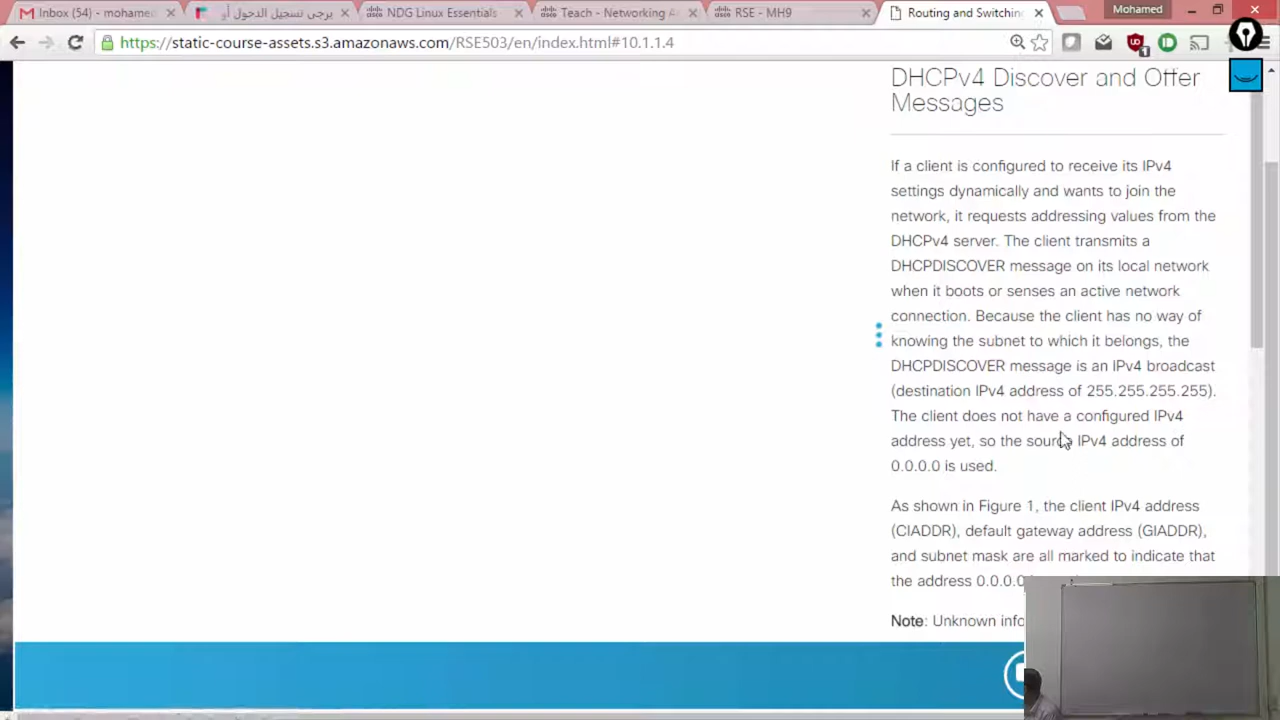 Inbox (54) - mohamed
يرجى تسجيل الدخول أو
NDG Linux Essentials
Teach - Networking A
RSE - MH9
Routing and Switchin
Mohamed
https://static-course-assets.s3.amazonaws.com/RSE503/en/index.html#10.1.1.4
1
DHCPv4 Discover and Offer
Messages
If a client is configured to receive its IPv4
settings dynamically and wants to join the
network, it requests addressing values from the
DHCPv4 server. The client transmits a
DHCPDISCOVER message on its local network
when it boots or senses an active network
connection. Because the client has no way of
knowing the subnet to which it belongs, the
DHCPDISCOVER message is an IPv4 broadcast
(destination IPv4 address of 255.255.255.255).
The client does not have a configured IPv4
address yet, so the source IPv4 address of
0.0.0.0 is used.
As shown in Figure 1, the client IPv4 address
(CIADDR), default gateway address (GIADDR),
and subnet mask are all marked to indicate that
the address 0.0.0.0
Note: Unknown info